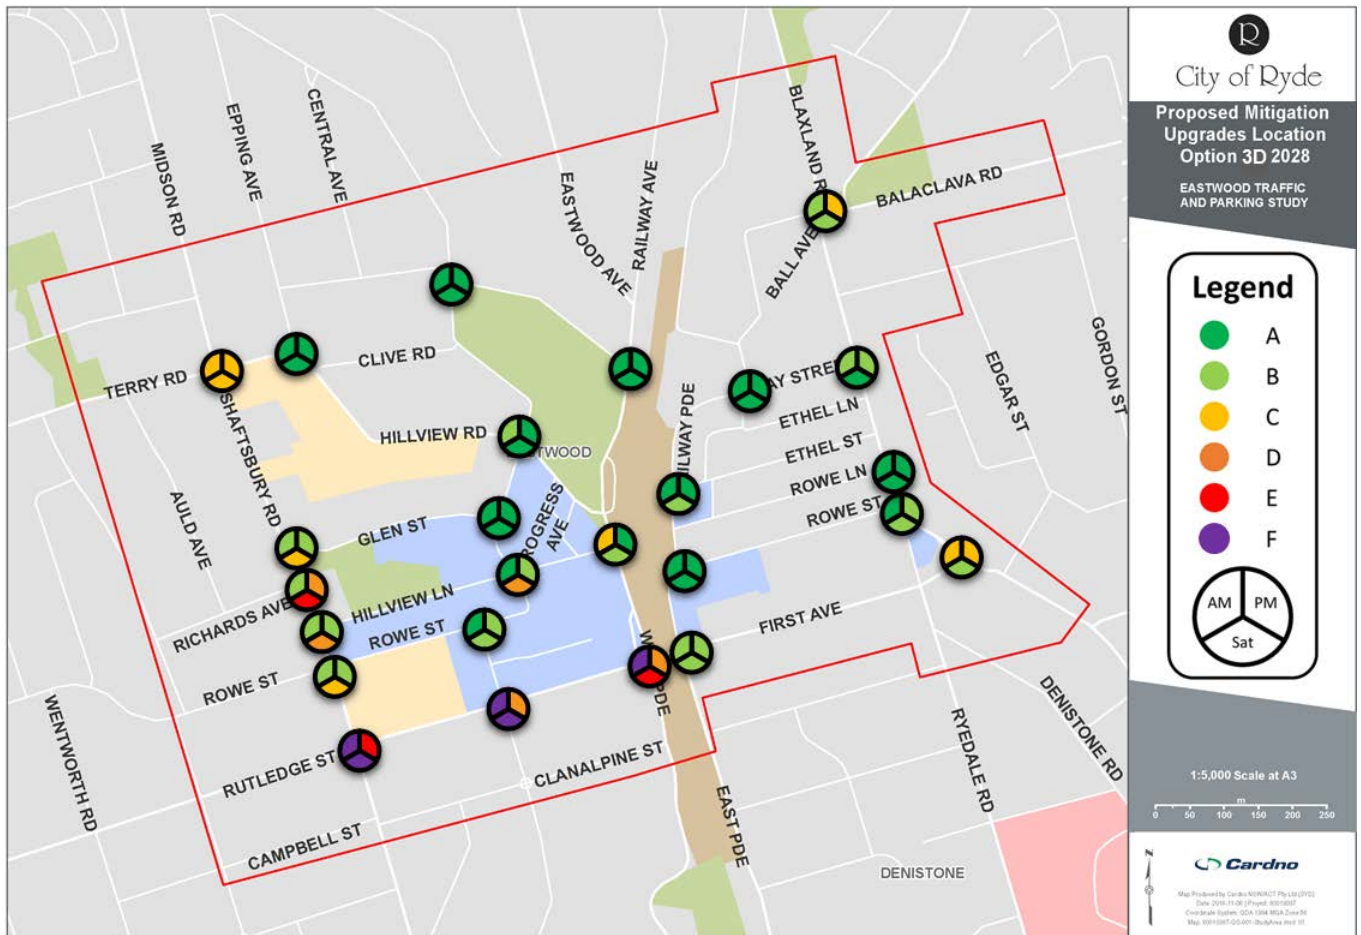 MIDSON RD
EPPING AVE
CENTRAL AVE
EASTWOOD AVE
RAILWAY AVE
BLAXLAND R
BALACLAVA RD
BALL AVE
TERRY RD
CLIVE RD
SHAFTSBURY RD
HILLVIEW RD
TWOOD
ILWAY PDE
AY STREE
ETHEL LN
ETHEL ST
ROWE LN
ROWE ST
EDGAR ST
GORDON ST
AULD AVE
GLEN ST
ROGRESS
AVE
RICHARDS AVE
HILLVIEW LN
ROWE ST
ROWE ST
FIRST AVE
W
PDE
WENTWORTH RD
RUTLEDGE ST
CLANALPINE ST
CAMPBELL ST
EAST PDE
RYEDALE RD
DENISTONE RD
DENISTONE
R
City of Ryde
Proposed Mitigation
Upgrades Location
Option 3D 2028
EASTWOOD TRAFFIC
AND PARKING STUDY
Legend
A
B
C
D
E
F
AM PM
Sat
1:5,000 Scale at A3
m
0 50 100 150 200 250
N
Cardno